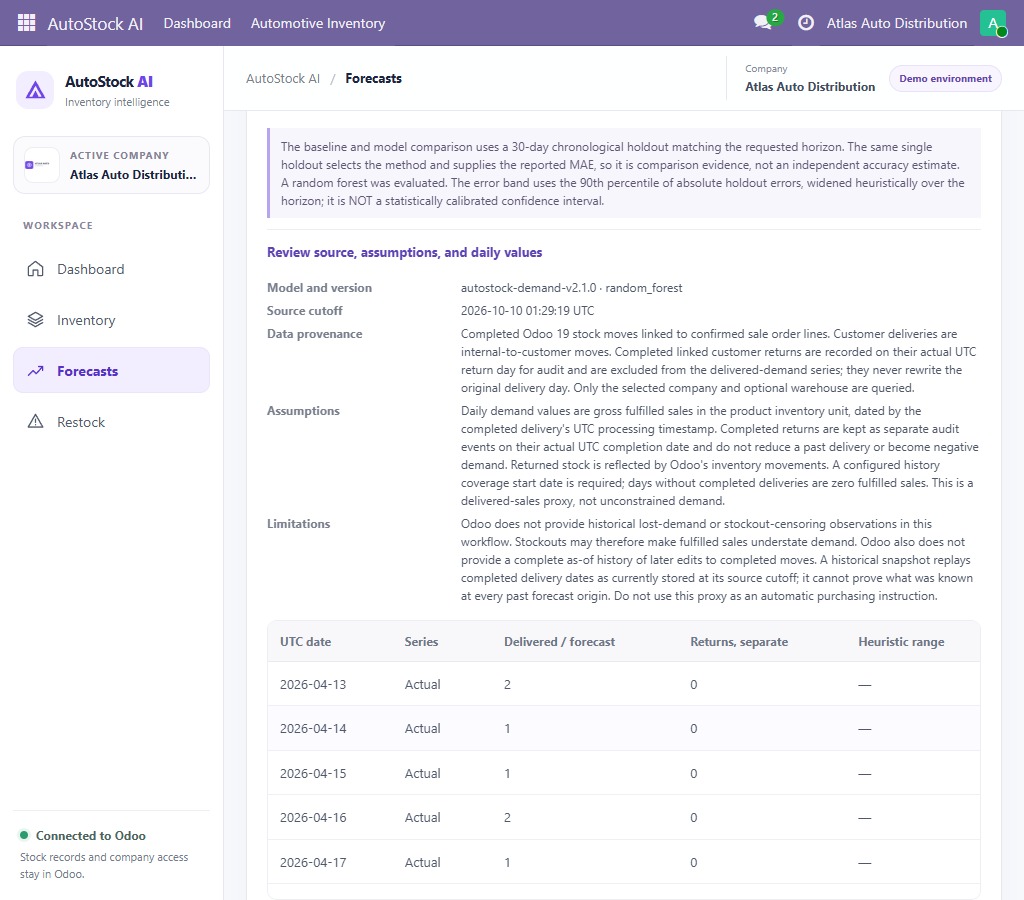 AutoStock AI
Dashboard
Automotive Inventory
2
Atlas Auto Distribution
A
AutoStock AI
Inventory intelligence
ACTIVE COMPANY
Atlas Auto Distributi...
WORKSPACE
Dashboard
Inventory
Forecasts
Restock
Connected to Odoo
Stock records and company access
stay in Odoo.
AutoStock AI / Forecasts
Company
Atlas Auto Distribution
Demo environment
The baseline and model comparison uses a 30-day chronological holdout matching the requested horizon. The same single
holdout selects the method and supplies the reported MAE, so it is comparison evidence, not an independent accuracy estimate.
A random forest was evaluated. The error band uses the 90th percentile of absolute holdout errors, widened heuristically over the
horizon; it is NOT a statistically calibrated confidence interval.
Review source, assumptions, and daily values
Model and version autostock-demand-v2.1.0 · random_forest
Source cutoff 2026-10-10 01:29:19 UTC
Data provenance Completed Odoo 19 stock moves linked to confirmed sale order lines. Customer deliveries are
internal-to-customer moves. Completed linked customer returns are recorded on their actual UTC
return day for audit and are excluded from the delivered-demand series; they never rewrite the
original delivery day. Only the selected company and optional warehouse are queried.
Assumptions Daily demand values are gross fulfilled sales in the product inventory unit, dated by the
completed delivery's UTC processing timestamp. Completed returns are kept as separate audit
events on their actual UTC completion date and do not reduce a past delivery or become negative
demand. Returned stock is reflected by Odoo's inventory movements. A configured history
coverage start date is required; days without completed deliveries are zero fulfilled sales. This is a
delivered-sales proxy, not unconstrained demand.
Limitations Odoo does not provide historical lost-demand or stockout-censoring observations in this
workflow. Stockouts may therefore make fulfilled sales understate demand. Odoo also does not
provide a complete as-of history of later edits to completed moves. A historical snapshot replays
completed delivery dates as currently stored at its source cutoff; it cannot prove what was known
at every past forecast origin. Do not use this proxy as an automatic purchasing instruction.
UTC date Series Delivered / forecast Returns, separate Heuristic range
2026-04-13 Actual 2 0 —
2026-04-14 Actual 1 0 —
2026-04-15 Actual 1 0 —
2026-04-16 Actual 2 0 —
2026-04-17 Actual 1 0 —